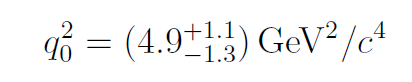 q_0^2 = (4.9^{+1.1}_{-1.3}) GeV^2/c^4